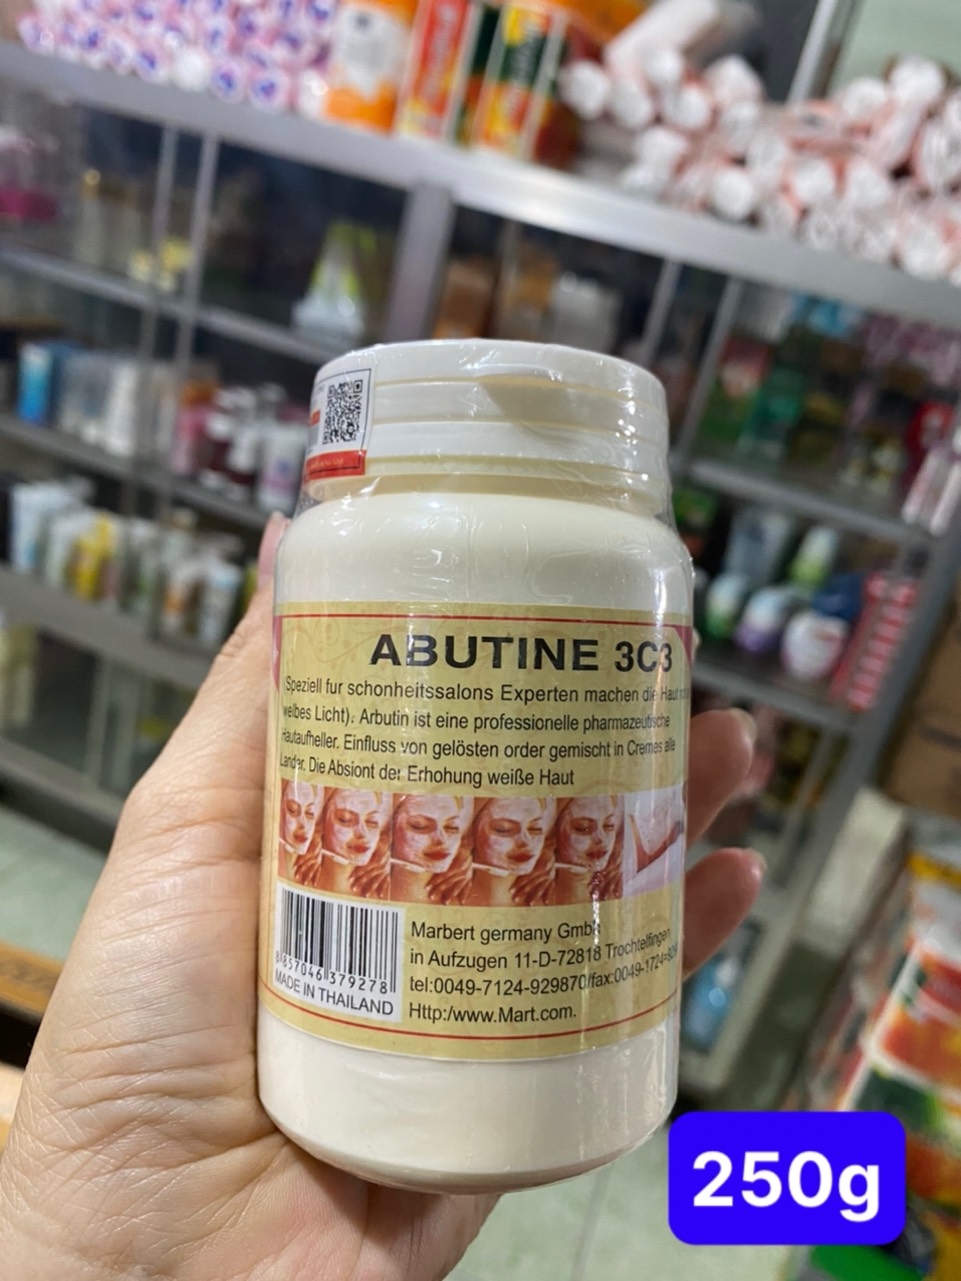 ABUTINE 3C3
(Speziell fur schonheitssalons Experten machen die Haut
weibes Licht). Arbutin ist eine professionelle pharmazeutische
Hautaufheller. Einfluss von gelösten order gemischt in Cremes alle
Lander. Die Absiont der Erhohung weiße Haut
8857046379278
MADE IN THAILAND
Marbert germany Gmbh
in Aufzugen 11-D-72818 Trochtelfingen
tel:0049-7124-929870/fax:0049-1724-
Http:/www.Mart.com.
250g